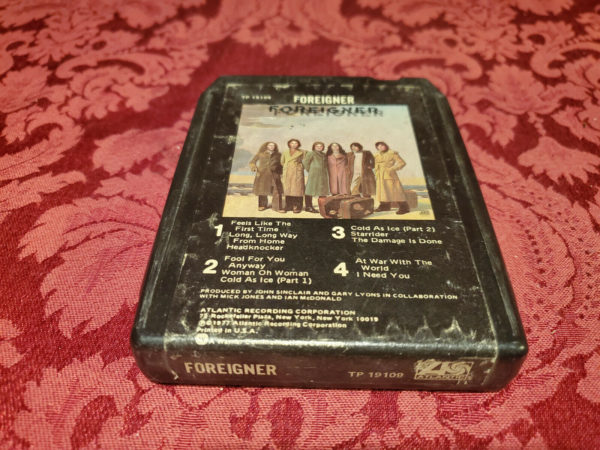 TP 19109 FOREIGNER
FOREIGNER
1 Feels Like The
First Time
Long, Long Way
From Home
Headknocker
2 Fool For You
Anyway
Woman Oh Woman
Cold As Ice (Part 1)
3 Cold As Ice (Part 2)
Starrider
The Damage Is Done
4 At War With The
World
I Need You
PRODUCED BY JOHN SINCLAIR AND GARY LYONS IN COLLABORATION
WITH MICK JONES AND IAN McDONALD
ATLANTIC RECORDING CORPORATION
75 Rockefeller Plaza, New York, New York 10019
℗©1977 Atlantic Recording Corporation
Printed in U.S.A.
FOREIGNER TP 19109 ATLANTIC